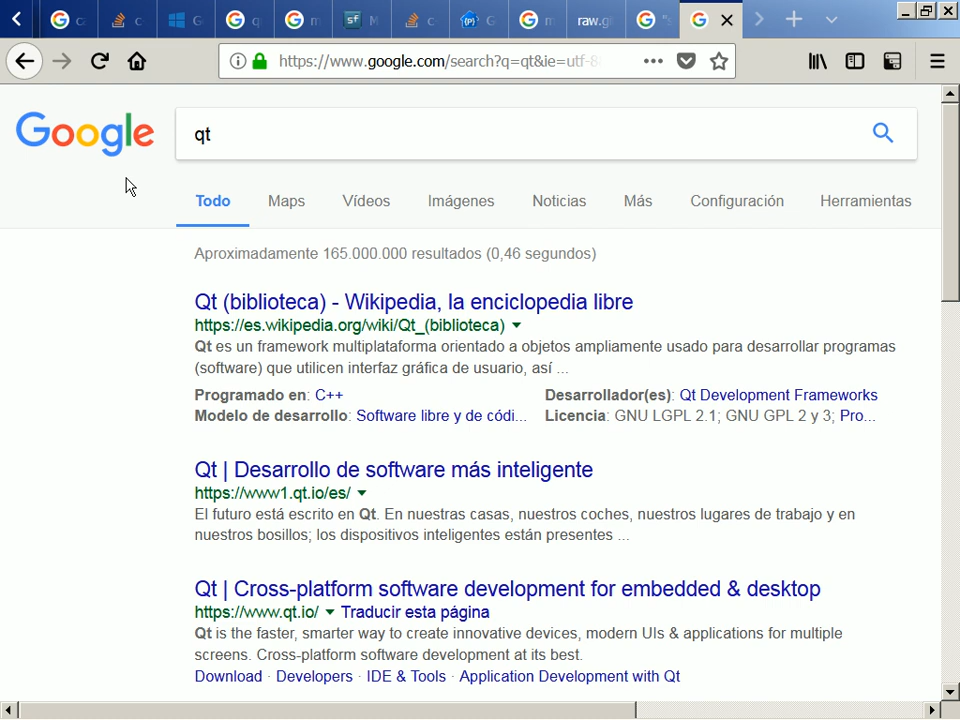 raw.g
https://www.google.com/search?q=qt&ie=utf-8
Google
qt
Todo Maps Vídeos Imágenes Noticias Más Configuración Herramientas
Aproximadamente 165.000.000 resultados (0,46 segundos)
Qt (biblioteca) - Wikipedia, la enciclopedia libre
https://es.wikipedia.org/wiki/Qt_(biblioteca)
Qt es un framework multiplataforma orientado a objetos ampliamente usado para desarrollar programas
(software) que utilicen interfaz gráfica de usuario, así ...
Programado en: C++ Desarrollador(es): Qt Development Frameworks
Modelo de desarrollo: Software libre y de códi... Licencia: GNU LGPL 2.1; GNU GPL 2 y 3; Pro...
Qt | Desarrollo de software más inteligente
https://www1.qt.io/es/
El futuro está escrito en Qt. En nuestras casas, nuestros coches, nuestros lugares de trabajo y en
nuestros bosillos; los dispositivos inteligentes están presentes ...
Qt | Cross-platform software development for embedded & desktop
https://www.qt.io/ Traducir esta página
Qt is the faster, smarter way to create innovative devices, modern UIs & applications for multiple
screens. Cross-platform software development at its best.
Download · Developers · IDE & Tools · Application Development with Qt